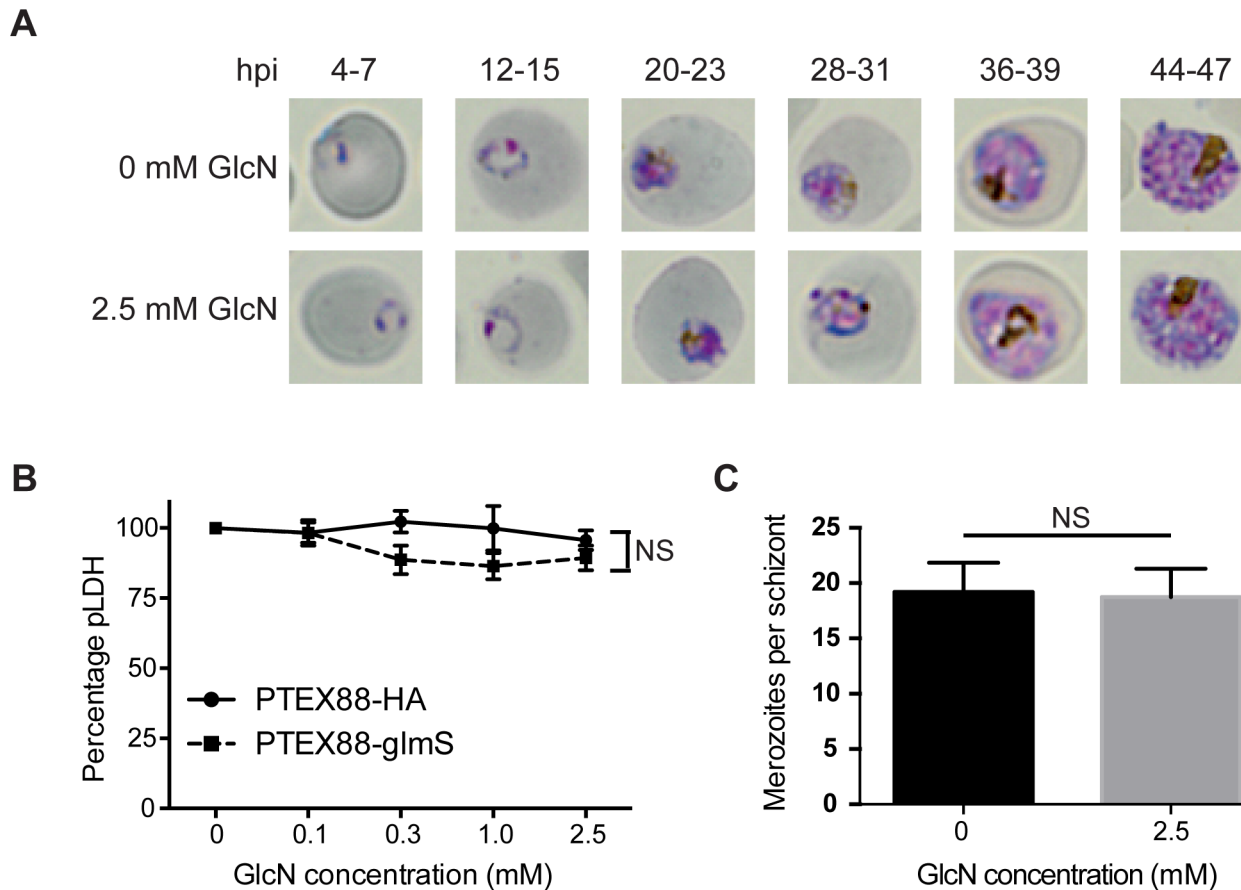 A
hpi 4-7 12-15 20-23 28-31 36-39 44-47
0 mM GlcN
2.5 mM GlcN
B
Percentage pLDH
100
75
50
25
0
NS
PTEX88-HA
PTEX88-glmS
0 0.1 0.3 1.0 2.5
GlcN concentration (mM)
C
Merozoites per schizont
25
20
15
10
5
0
NS
0 2.5
GlcN concentration (mM)